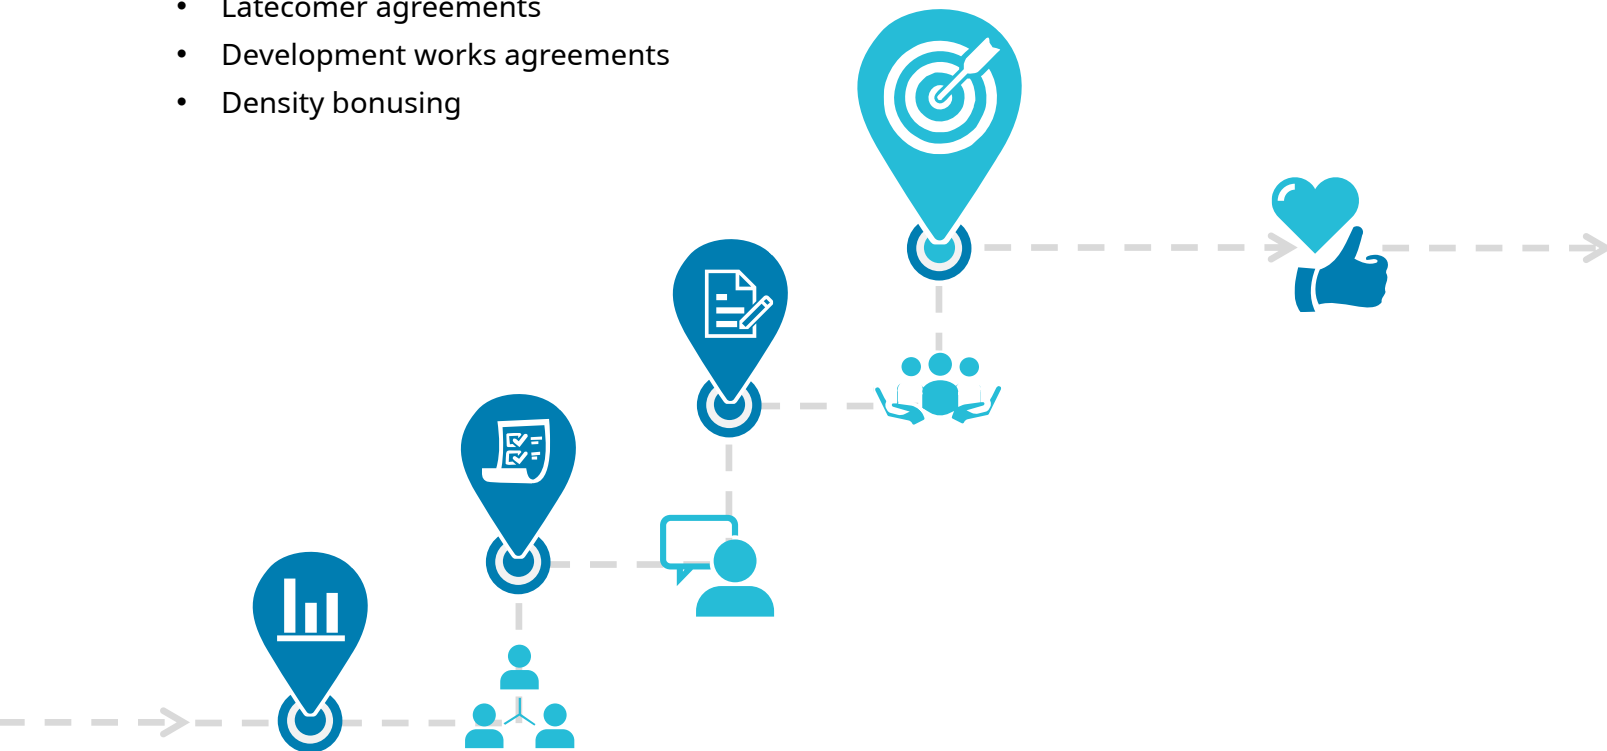 • Latecomer agreements
• Development works agreements
• Density bonusing